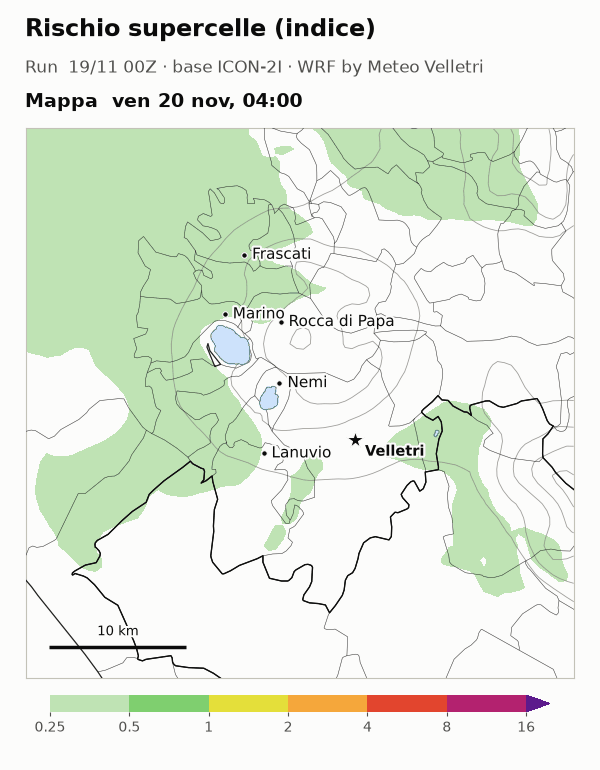 Rischio supercelle (indice)
Run  19/11 00Z · base ICON-2I · WRF by Meteo Velletri
Mappa  ven 20 nov, 04:00
Frascati
Marino
Rocca di Papa
Nemi
Velletri
Lanuvio
10 km
0.25 0.5 1 2 4 8 16